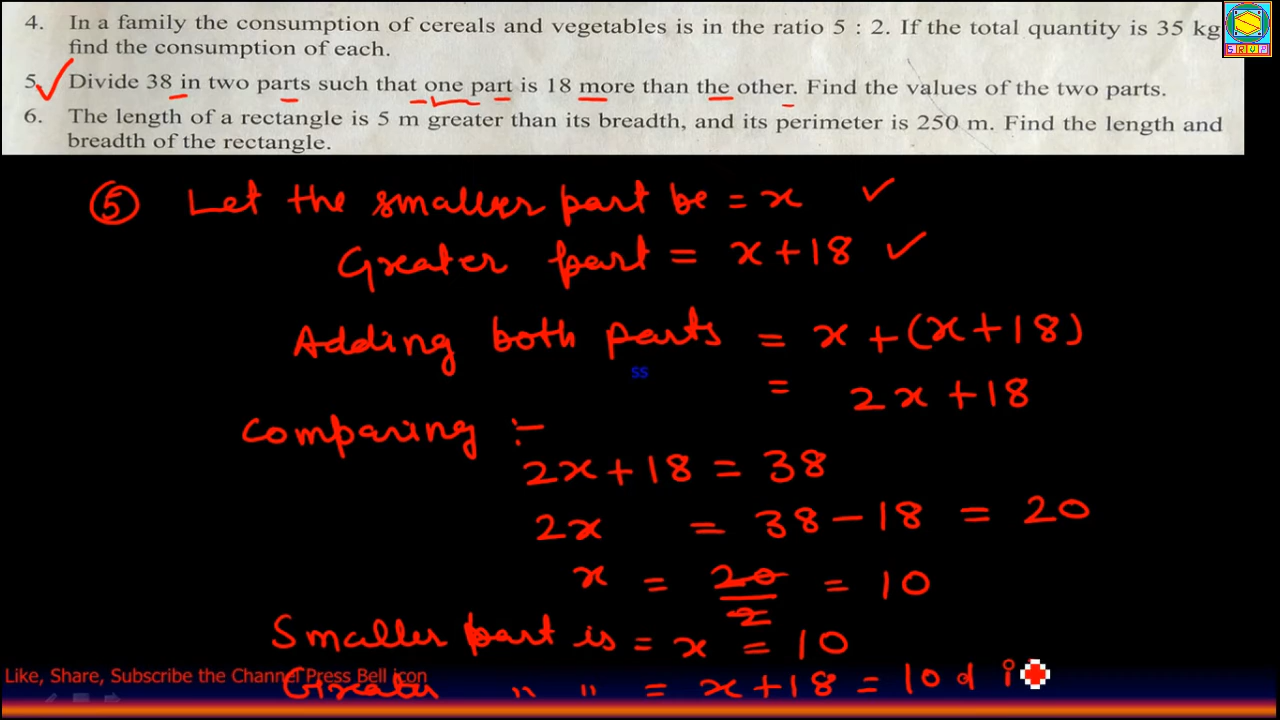 4. In a family the consumption of cereals and vegetables is in the ratio 5 : 2. If the total quantity is 35 kg
find the consumption of each.
5. Divide 38 in two parts such that one part is 18 more than the other. Find the values of the two parts.
6. The length of a rectangle is 5 m greater than its breadth, and its perimeter is 250 m. Find the length and
breadth of the rectangle.
SRUP
⑤ Let the smaller part be = x ✓
Greater part = x + 18 ✓
Adding both parts = x + (x + 18)
ss
= 2x + 18
Comparing :-
2x + 18 = 38
2x = 38 - 18 = 20
x = 20/2 = 10
Smaller part is = x = 10
Like, Share, Subscribe the Channel Press Bell icon
Greater " " = x + 18 = 10